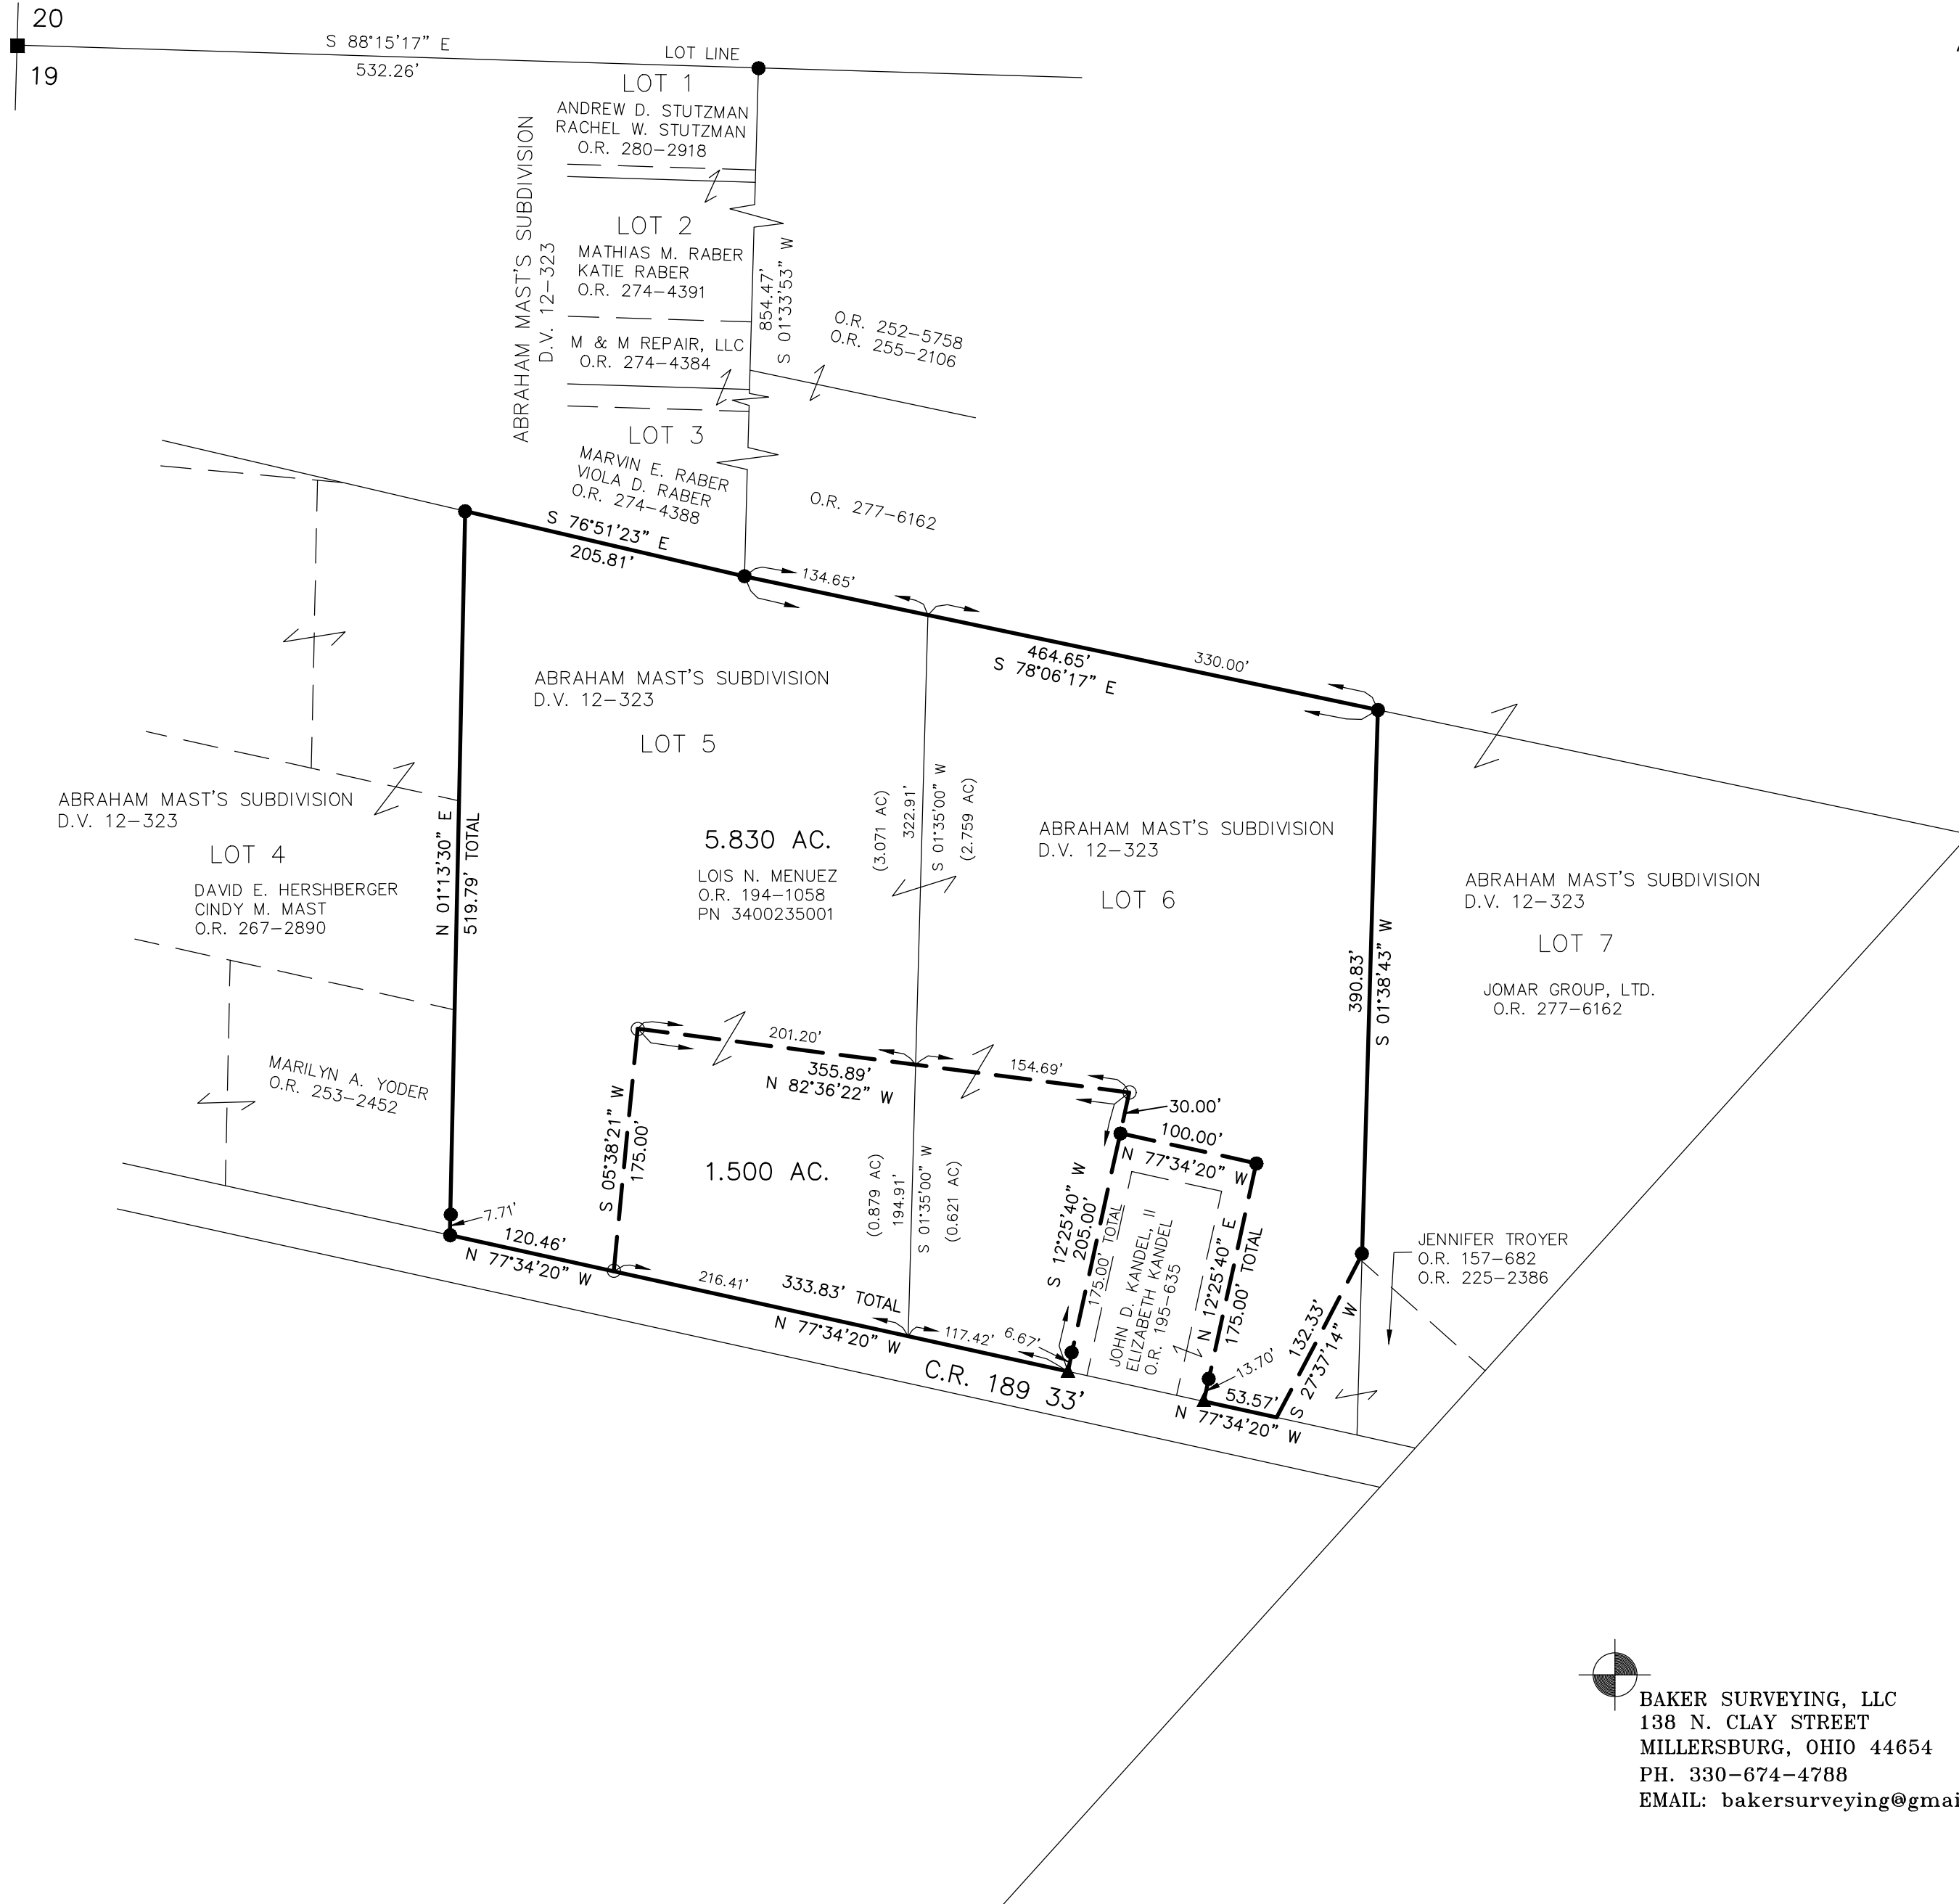 20
19
S 88°15'17" E
532.26'
LOT LINE
LOT 1
ANDREW D. STUTZMAN
RACHEL W. STUTZMAN
O.R. 280-2918
ABRAHAM MAST'S SUBDIVISION
D.V. 12-323
LOT 2
MATHIAS M. RABER
KATIE RABER
O.R. 274-4391
M & M REPAIR, LLC
O.R. 274-4384
854.47'
S 01°33'53" W
O.R. 252-5758
O.R. 255-2106
LOT 3
MARVIN E. RABER
VIOLA D. RABER
O.R. 274-4388
O.R. 277-6162
S 76°51'23" E
205.81'
134.65'
464.65'
S 78°06'17" E
330.00'
ABRAHAM MAST'S SUBDIVISION
D.V. 12-323
LOT 5
ABRAHAM MAST'S SUBDIVISION
D.V. 12-323
LOT 4
DAVID E. HERSHBERGER
CINDY M. MAST
O.R. 267-2890
N 01°13'30" E
519.79' TOTAL
5.830 AC.
LOIS N. MENUEZ
O.R. 194-1058
PN 3400235001
(3.071 AC)
322.91'
S 01°35'00" W
(2.759 AC)
ABRAHAM MAST'S SUBDIVISION
D.V. 12-323
LOT 6
390.83'
S 01°38'43" W
ABRAHAM MAST'S SUBDIVISION
D.V. 12-323
LOT 7
JOMAR GROUP, LTD.
O.R. 277-6162
MARILYN A. YODER
O.R. 253-2452
201.20'
355.89'
N 82°36'22" W
154.69'
30.00'
100.00'
N 77°34'20" W
S 05°38'21" W
175.00'
1.500 AC.
(0.879 AC)
194.91'
S 01°35'00" W
(0.621 AC)
S 12°25'40" W
205.00'
175.00' TOTAL
JOHN D. KANDEL, II
ELIZABETH KANDEL
O.R. 195-635
N 12°25'40" E
175.00' TOTAL
JENNIFER TROYER
O.R. 157-682
O.R. 225-2386
7.71'
120.46'
N 77°34'20" W
216.41'
333.83' TOTAL
N 77°34'20" W
117.42'
6.67'
13.70'
53.57'
N 77°34'20" W
132.33'
S 27°37'14" W
C.R. 189 33'
BAKER SURVEYING, LLC
138 N. CLAY STREET
MILLERSBURG, OHIO 44654
PH. 330-674-4788
EMAIL: bakersurveying@gmai